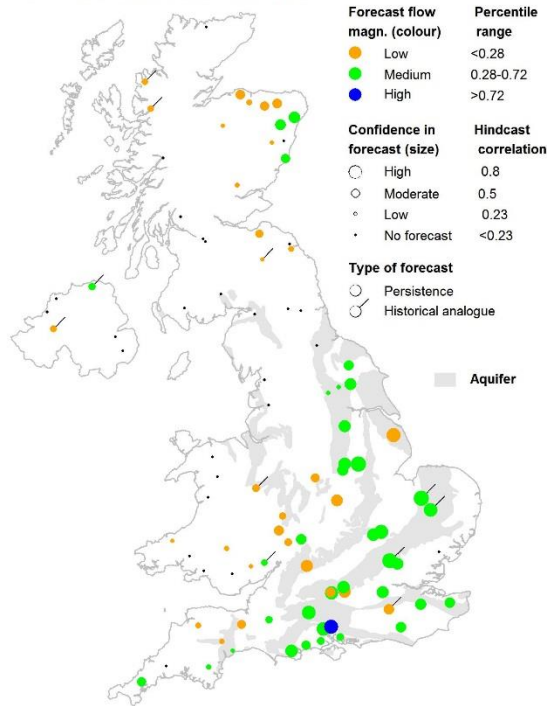 Forecast flow Percentile
magn. (colour) range
Low <0.28
Medium 0.28-0.72
High >0.72
Confidence in Hindcast
forecast (size) correlation
High 0.8
Moderate 0.5
Low 0.23
No forecast <0.23
Type of forecast
Persistence
Historical analogue
Aquifer